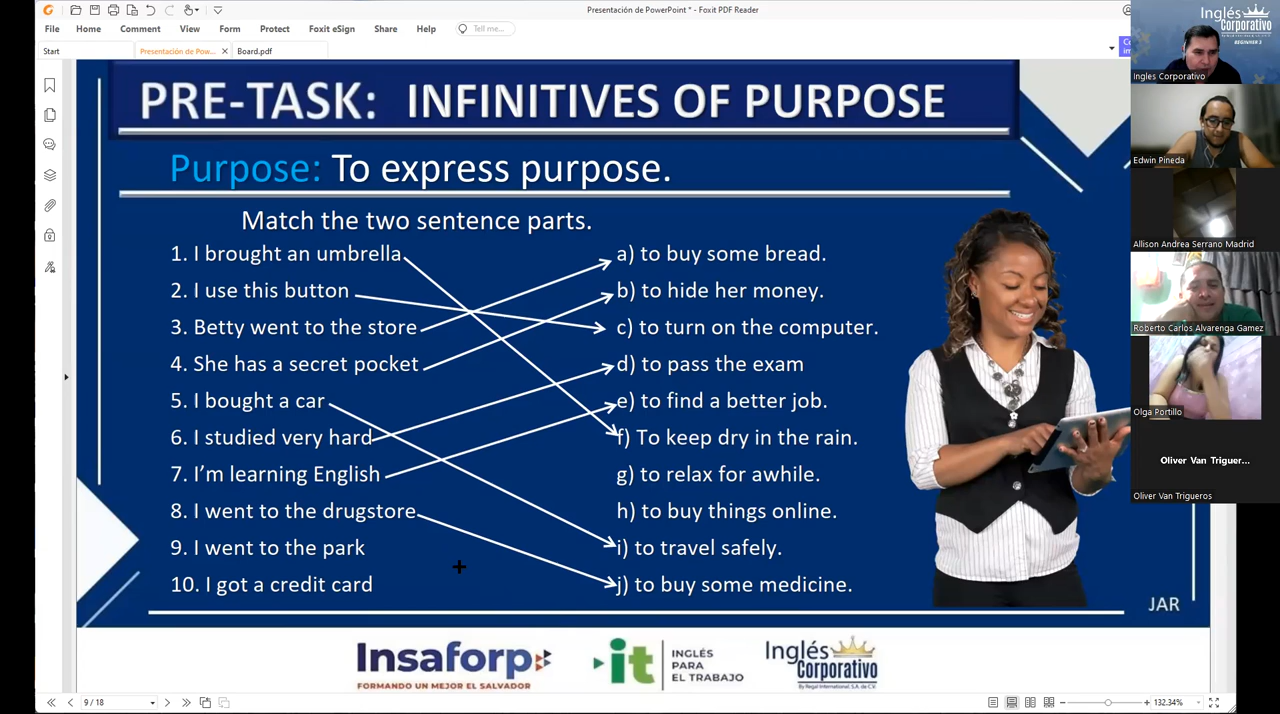 Presentación de PowerPoint * - Foxit PDF Reader
File Home Comment View Form Protect Foxit eSign Share Help Tell me...
Start Presentación de Pow... Board.pdf
PRE-TASK: INFINITIVES OF PURPOSE
Purpose: To express purpose.
Match the two sentence parts.
1. I brought an umbrella a) to buy some bread.
2. I use this button b) to hide her money.
3. Betty went to the store c) to turn on the computer.
4. She has a secret pocket d) to pass the exam
5. I bought a car e) to find a better job.
6. I studied very hard f) To keep dry in the rain.
7. I’m learning English g) to relax for awhile.
8. I went to the drugstore h) to buy things online.
9. I went to the park i) to travel safely.
10. I got a credit card j) to buy some medicine.
JAR
Insaforp
FORMANDO UN MEJOR EL SALVADOR
it
INGLÉS
PARA
EL TRABAJO
Inglés
Corporativo
By Regal International, S.A. de C.V.
9 / 18
132.34%
Inglés
Corporativo
BEGINNER 2
Ingles Corporativo
Edwin Pineda
Allison Andrea Serrano Madrid
Roberto Carlos Alvarenga Gamez
Olga Portillo
Oliver Van Triguer...
Oliver Van Trigueros